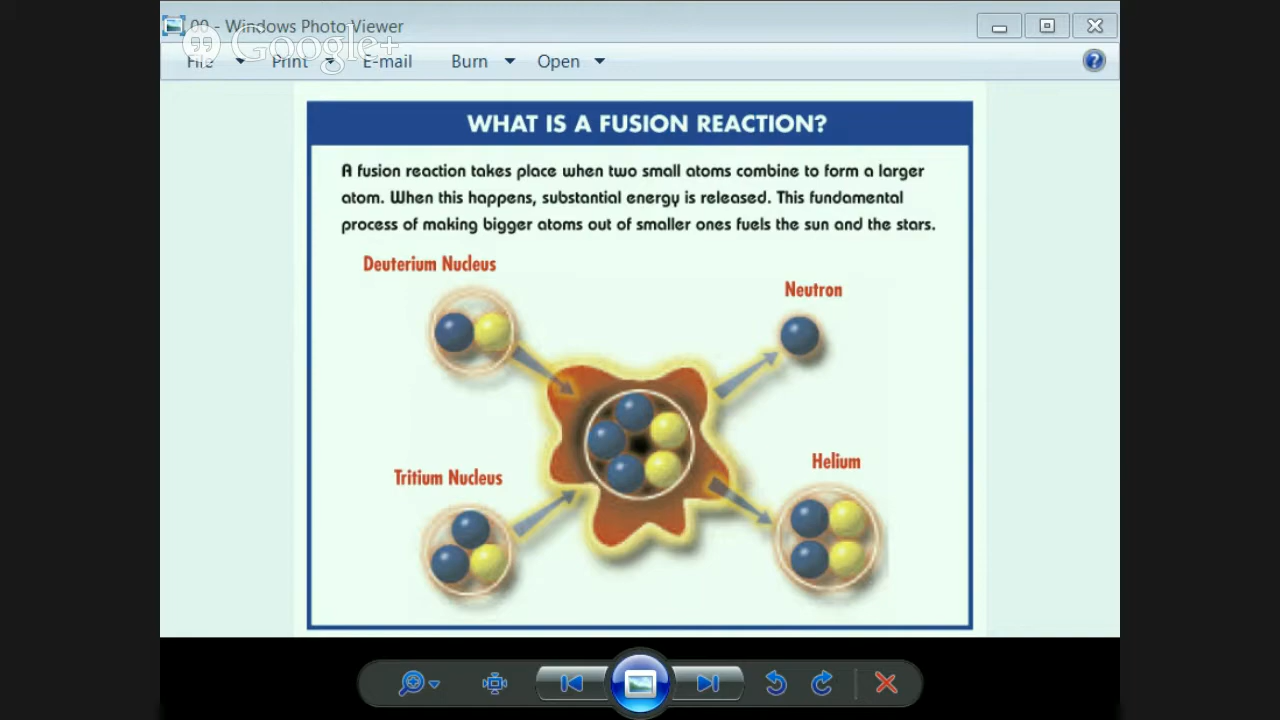 00 - Windows Photo Viewer
Google+
File Print E-mail Burn Open
WHAT IS A FUSION REACTION?
A fusion reaction takes place when two small atoms combine to form a larger
atom. When this happens, substantial energy is released. This fundamental
process of making bigger atoms out of smaller ones fuels the sun and the stars.
Deuterium Nucleus
Neutron
Helium
Tritium Nucleus